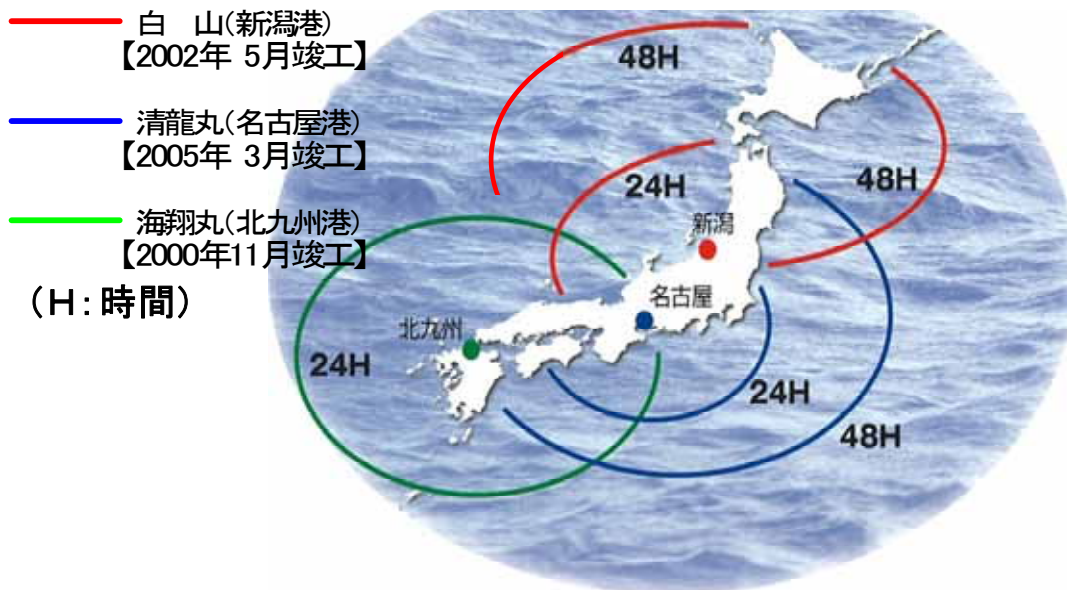 白　山(新潟港)
【2002年 5月竣工】
清龍丸(名古屋港)
【2005年 3月竣工】
海翔丸(北九州港)
【2000年11月竣工】
(H:時間)
48H
24H
48H
新潟
名古屋
北九州
24H
24H
48H